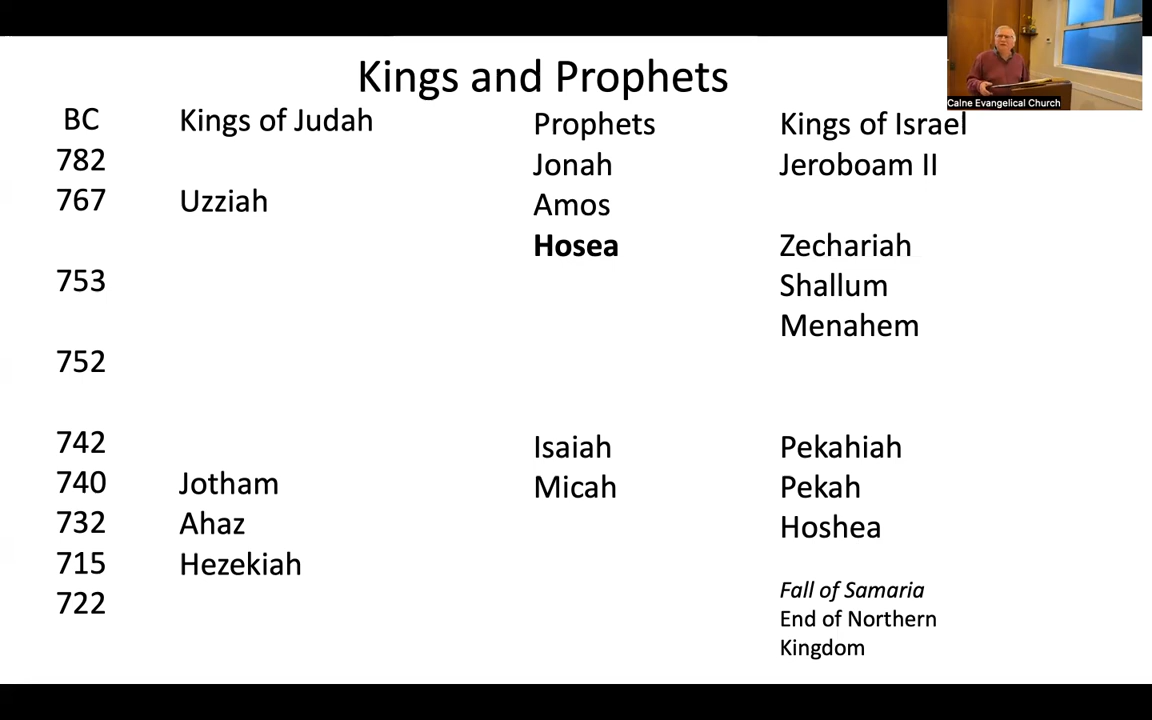 Kings and Prophets
Calne Evangelical Church
BC Kings of Judah Prophets Kings of Israel
782 Jonah Jeroboam II
767 Uzziah Amos
Hosea Zechariah
753 Shallum
Menahem
752
742 Isaiah Pekahiah
740 Jotham Micah Pekah
732 Ahaz Hoshea
715 Hezekiah
Fall of Samaria
722
End of Northern
Kingdom